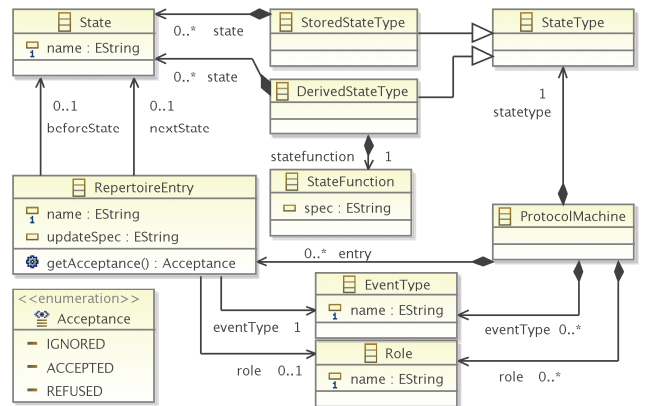 State
name : EString
0..* state
0..* state
StoredStateType
StateType
DerivedStateType
0..1
beforeState
0..1
nextState
1
statetype
statefunction 1
StateFunction
spec : EString
RepertoireEntry
name : EString
updateSpec : EString
getAcceptance() : Acceptance
ProtocolMachine
0..* entry
EventType
name : EString
eventType 1
eventType 0..*
<<enumeration>>
Acceptance
IGNORED
ACCEPTED
REFUSED
Role
name : EString
role 0..1
role 0..*